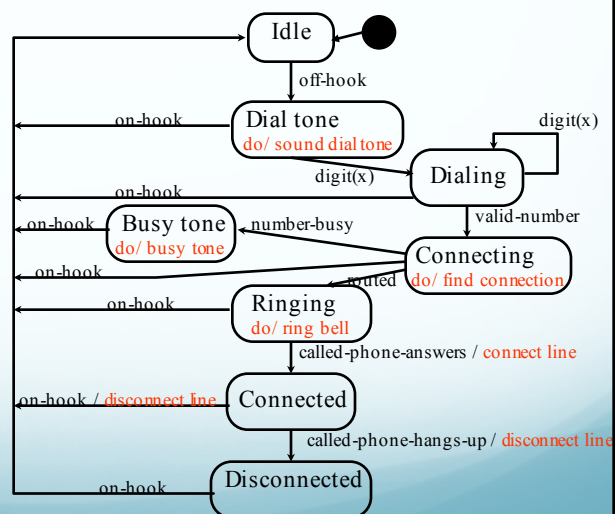 Idle
off-hook
on-hook
Dial tone
do/ sound dial tone
digit(x)
digit(x)
on-hook
Dialing
Busy tone
do/ busy tone
on-hook
number-busy
valid-number
Connecting
do/ find connection
on-hook
routed
Ringing
do/ ring bell
on-hook
called-phone-answers / connect line
on-hook / disconnect line
Connected
called-phone-hangs-up / disconnect line
Disconnected
on-hook